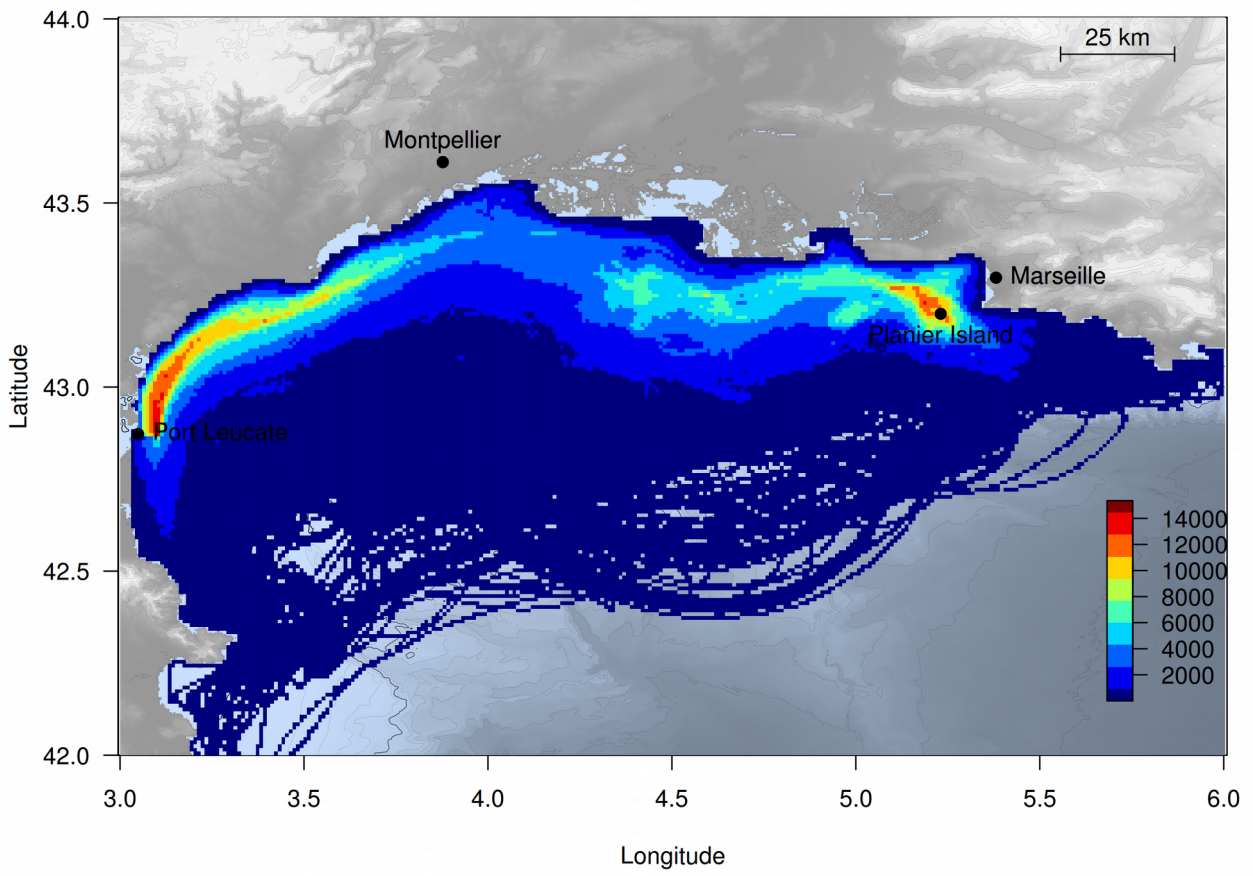 44.0
25 km
Montpellier
43.5
Marseille
Planier Island
43.0
Latitude
Port Leucate
14000
12000
42.5
10000
8000
6000
4000
2000
42.0
3.0 3.5 4.0 4.5 5.0 5.5 6.0
Longitude